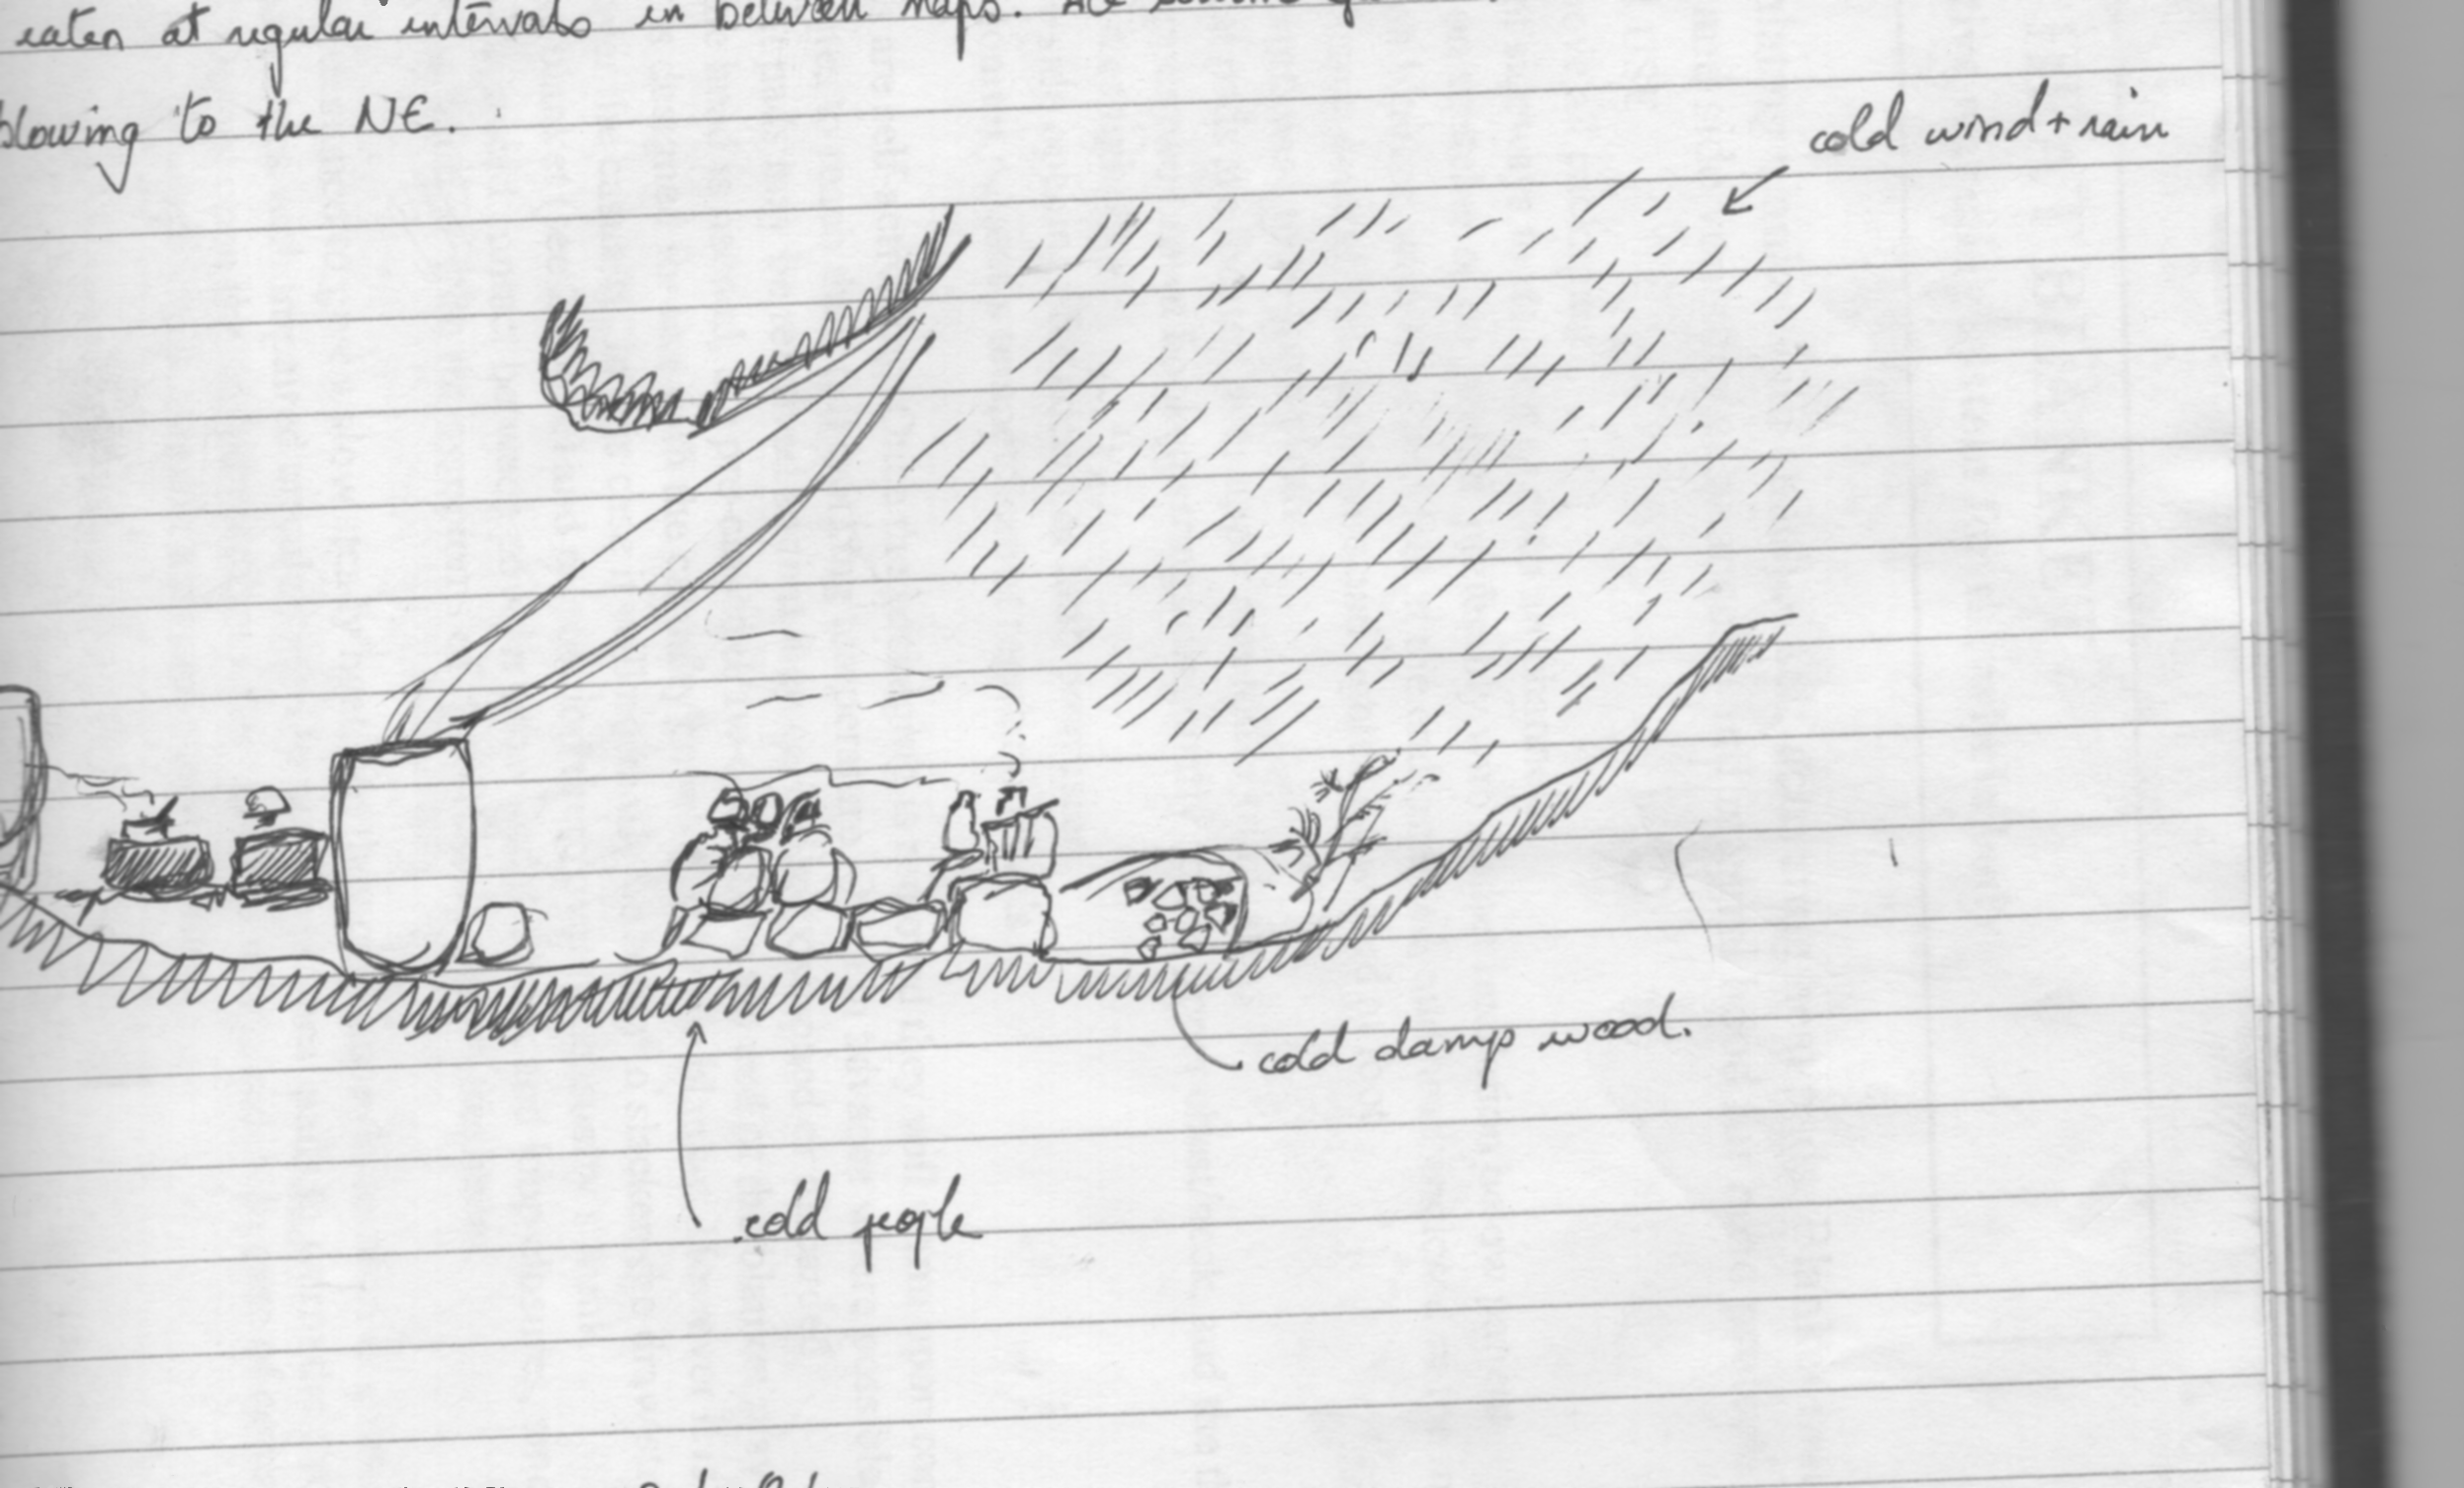 eaten at regular intervals in between naps.
blowing to the NE.
cold wind + rain
cold damp wood.
cold people